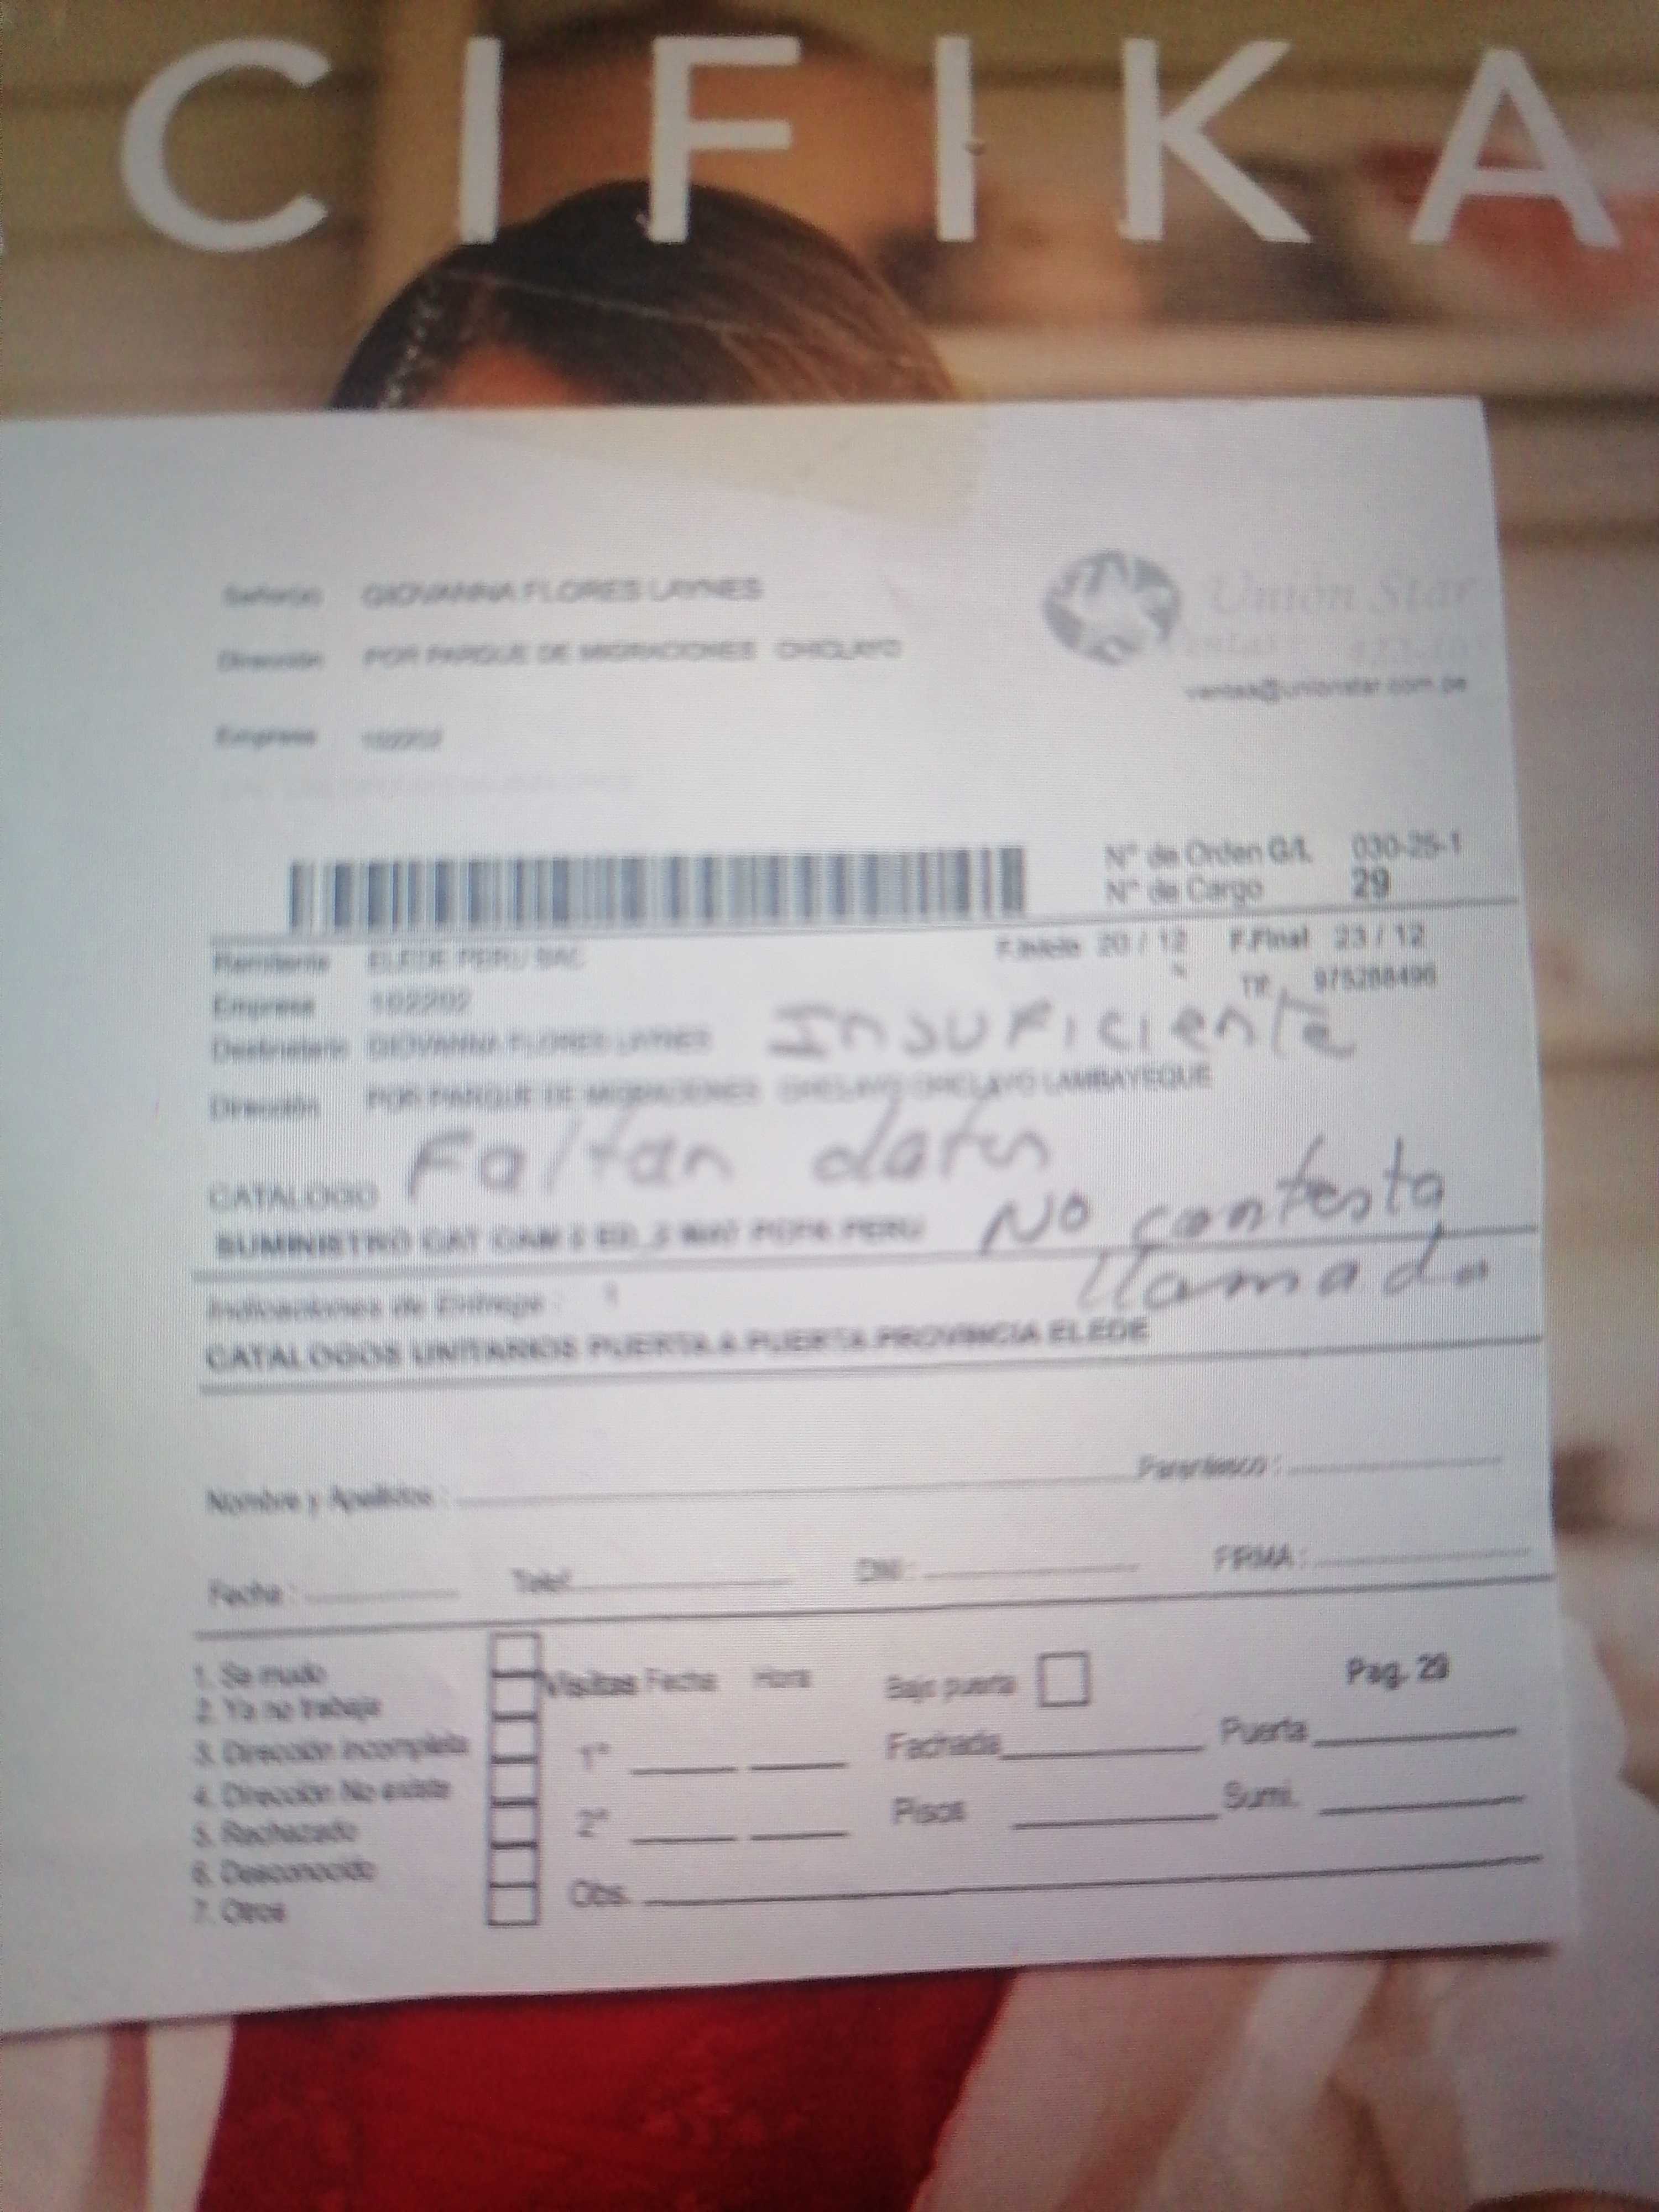 CIFIKA
Señor(a) GIOVANNA FLORES LAYNES
Unión Star
Dirección POR PARQUE DE MIGRACIONES CHICLAYO
ventas@unionstar.com.pe
Empresa 102202
N° de Orden G/L 030-25-1
N° de Cargo 29
Remitente ELEDE PERU SAC
F.Inicio 20 / 12 F.Final 23 / 12
Empresa 102202
Tlf. 975288496
Destinatario GIOVANNA FLORES LAYNES
Insuficiente
Dirección POR PARQUE DE MIGRACIONES CHICLAYO CHICLAYO LAMBAYEQUE
Faltan datos
CATALOGO
No contesta
SUMINISTRO CAT CAM PERU
llamada
Indicaciones de Entrega : 1
CATALOGOS UNITARIOS PUERTA A PUERTA PROVINCIA ELEDE
Nombre y Apellidos : Parentesco :
Fecha : Telef. DNI : FIRMA :
1. Se mudo
2. Ya no trabaja
3. Dirección incompleta
4. Dirección No existe
5. Rechazado
6. Desconocido
7. Otros
Visitas Fecha Hora
1°
2°
Obs.
Bajo puerta
Pag. 29
Fachada Puerta
Pisos Sumi.